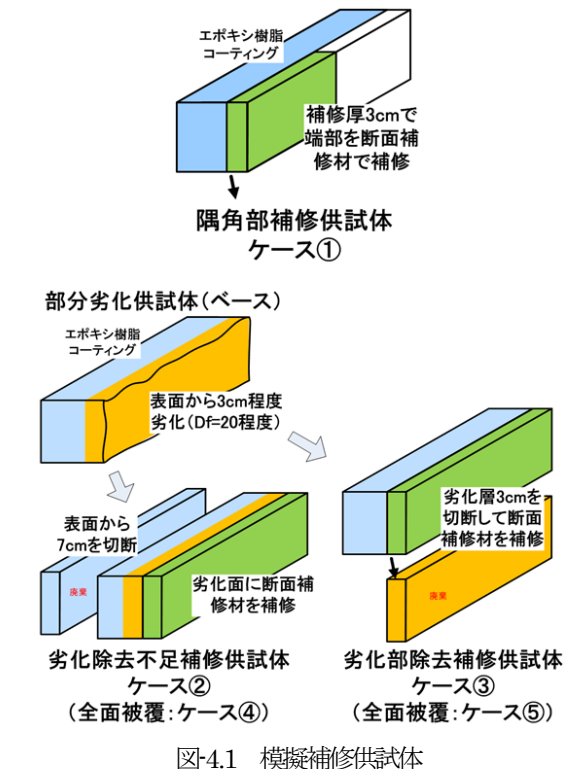 エポキシ樹脂
コーティング
補修厚3cmで
端部を断面補
修材で補修
隅角部補修供試体
ケース①
部分劣化供試体(ベース)
エポキシ樹脂
コーティング
表面から3cm程度
劣化(Df=20程度)
表面から
7cmを切断
廃棄
劣化面に断面補
修材を補修
劣化除去不足補修供試体
ケース②
(全面被覆:ケース④)
劣化層3cmを
切断して断面
補修材を補修
廃棄
劣化部除去補修供試体
ケース③
(全面被覆:ケース⑤)
図-4.1 模擬補修供試体